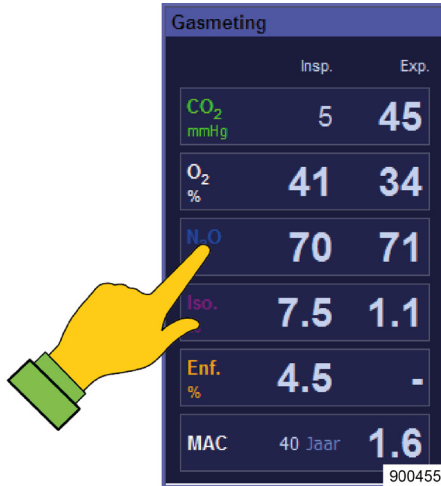 Gasmeting
Insp. Exp.
CO₂ 5 45
mmHg
O₂ 41 34
%
N₂O 70 71
Iso. 7.5 1.1
Enf. 4.5 -
%
MAC 40 Jaar 1.6
900455